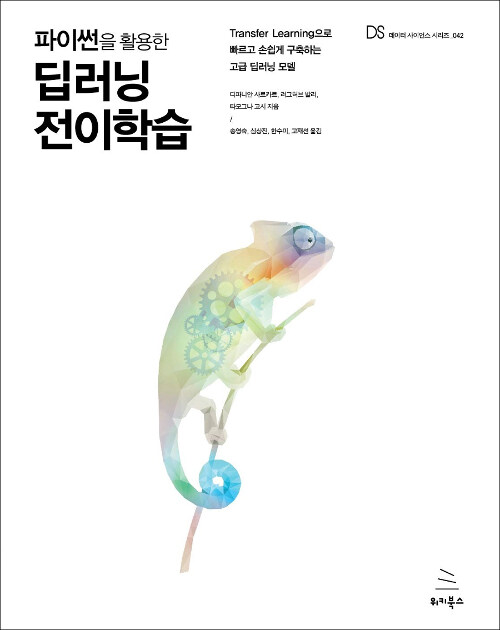 파이썬을 활용한
딥러닝
전이학습
Transfer Learning으로
빠르고 손쉽게 구축하는
고급 딥러닝 모델
디파니안 사르카르, 러그허브 발리,
타모그나 고시 지음
/
송영숙, 심상진, 한수미, 고재선 옮김
DS 데이터 사이언스 시리즈_042
위키북스